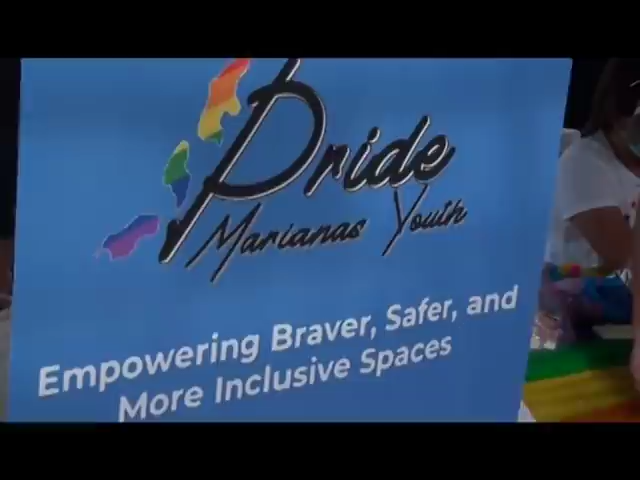 Pride
Marianas Youth
Empowering Braver, Safer, and
More Inclusive Spaces